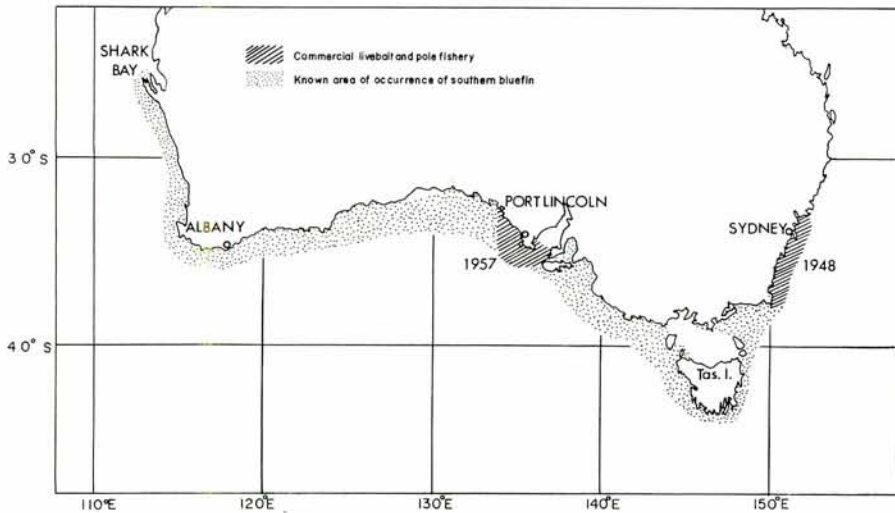 SHARK
BAY
Commercial livebait and pole fishery
Known area of occurrence of southern bluefin
30° S
PORT LINCOLN
ALBANY
SYDNEY
1957
1948
40° S
Tas. I.
110°E
120°E
130°E
140°E
150°E